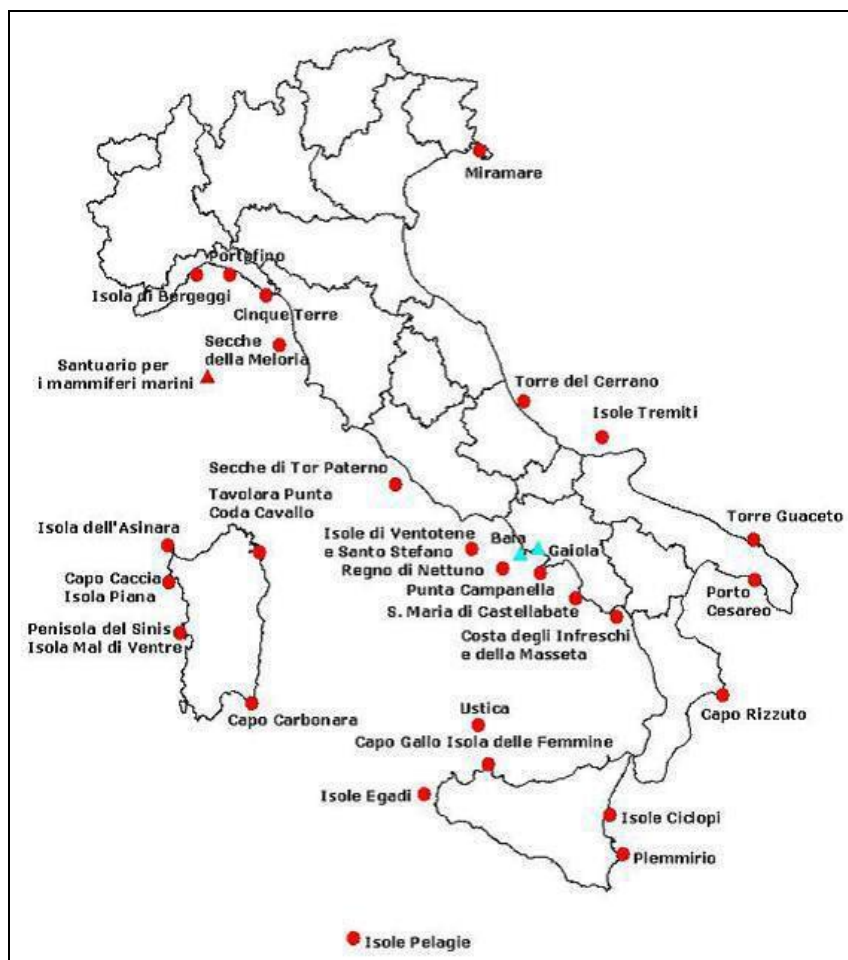 Miramare
Portofino
Isola di Bergeggi
Cinque Terre
Secche
della Meloria
Santuario per
i mammiferi marini
Torre del Cerrano
Isole Tremiti
Secche di Tor Paterno
Tavolara Punta
Coda Cavallo
Isola dell'Asinara
Isole di Ventotene
e Santo Stefano
Baia
Gaiola
Torre Guaceto
Regno di Nettuno
Capo Caccia
Isola Piana
Punta Campanella
Porto
Cesareo
S. Maria di Castellabate
Penisola del Sinis
Isola Mal di Ventre
Costa degli Infreschi
e della Masseta
Capo Carbonara
Ustica
Capo Rizzuto
Capo Gallo Isola delle Femmine
Isole Egadi
Isole Ciclopi
Plemmirio
Isole Pelagie